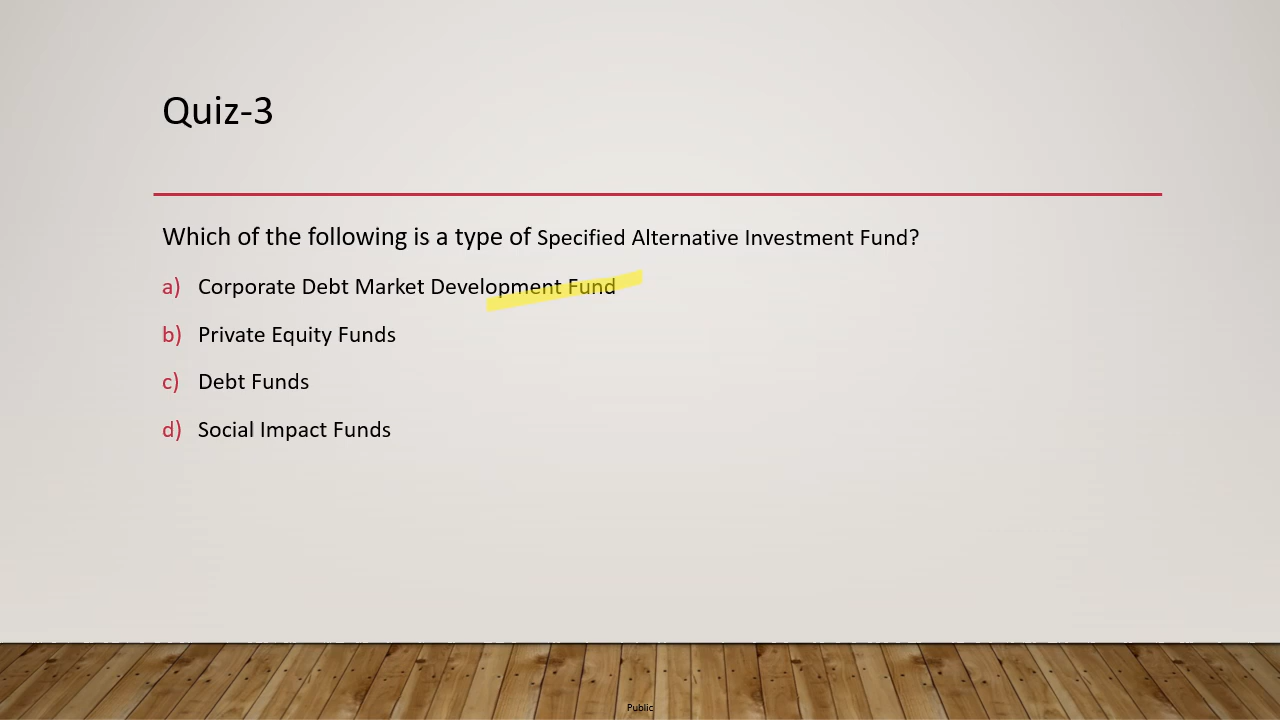 Quiz-3
Which of the following is a type of Specified Alternative Investment Fund?
a) Corporate Debt Market Development Fund
b) Private Equity Funds
c) Debt Funds
d) Social Impact Funds
Public